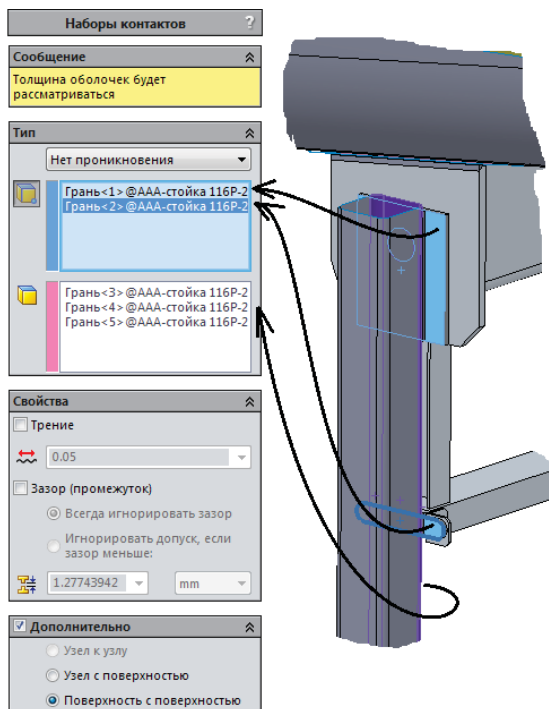 Наборы контактов ?
Сообщение
Толщина оболочек будет
рассматриваться
Тип
Нет проникновения
Грань<1>@AAA-стойка 116P-2
Грань<2>@AAA-стойка 116P-2
Грань<3>@AAA-стойка 116P-2
Грань<4>@AAA-стойка 116P-2
Грань<5>@AAA-стойка 116P-2
Свойства
Трение
0.05
Зазор (промежуток)
Всегда игнорировать зазор
Игнорировать допуск, если
зазор меньше:
1.27743942 mm
Дополнительно
Узел к узлу
Узел с поверхностью
Поверхность с поверхностью